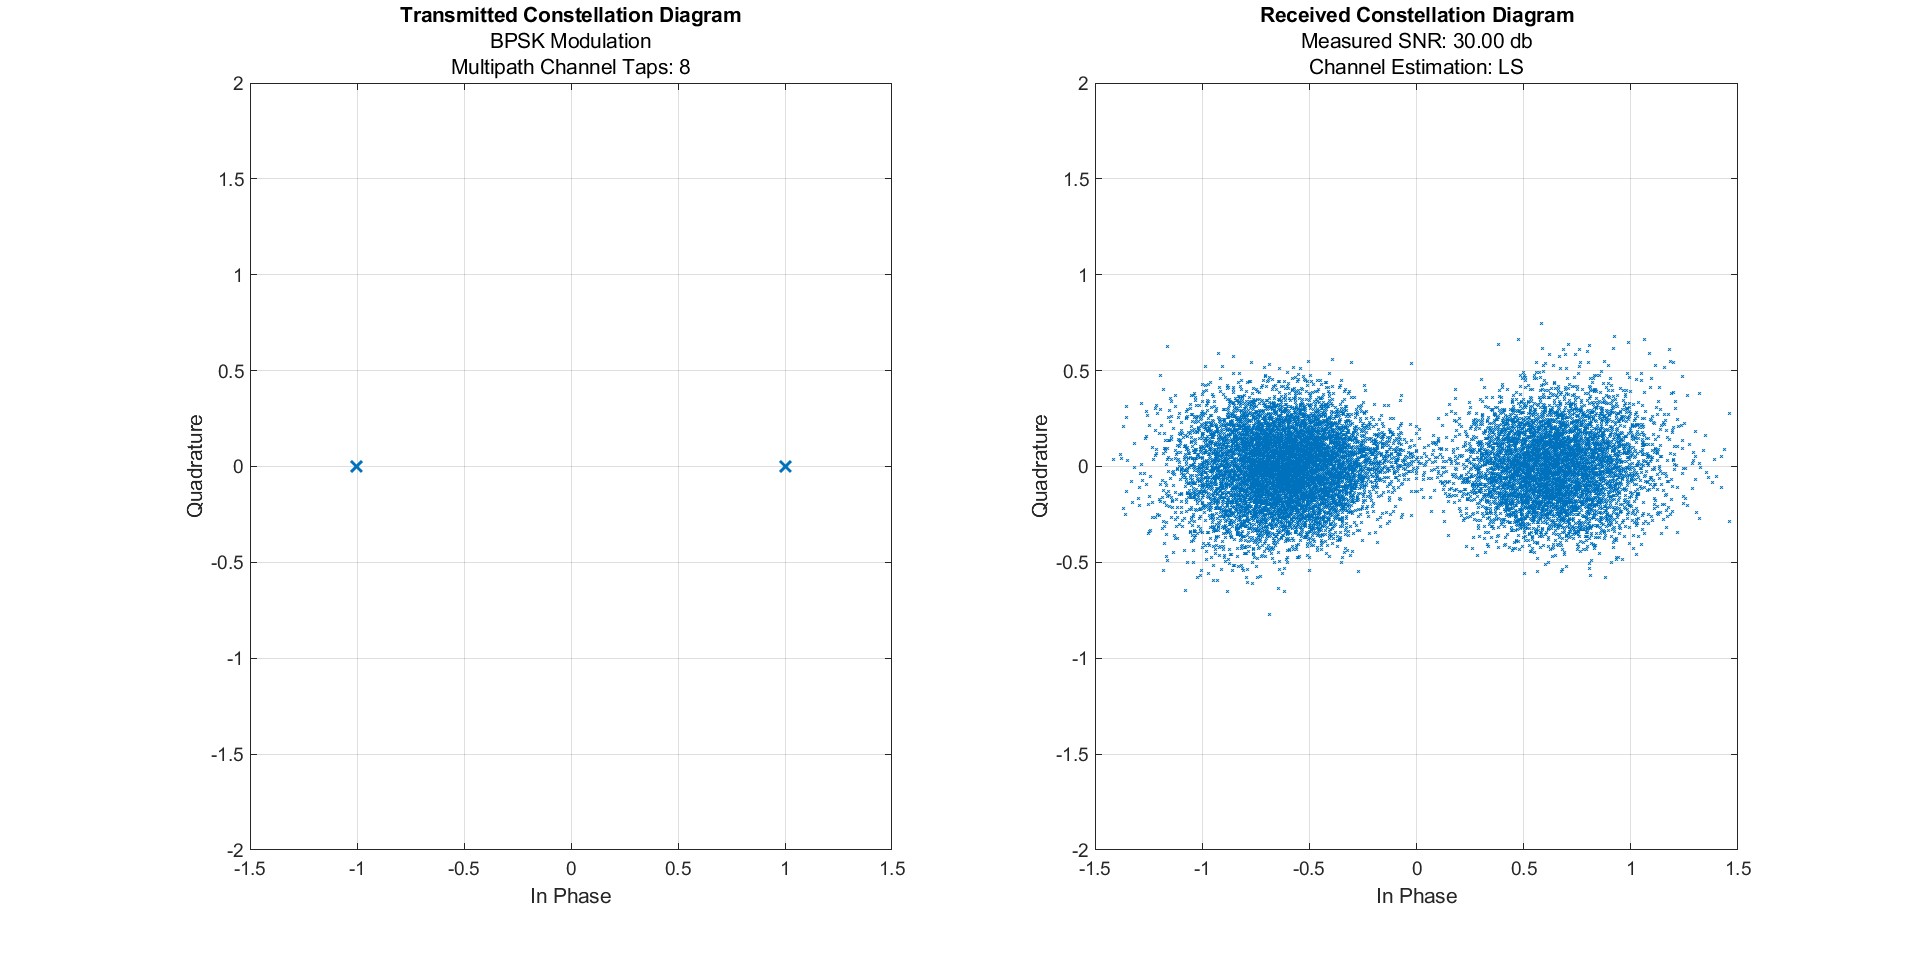 Transmitted Constellation Diagram
BPSK Modulation
Multipath Channel Taps: 8
2
1.5
1
0.5
0
-0.5
-1
-1.5
-2
Quadrature
-1.5 -1 -0.5 0 0.5 1 1.5
In Phase
Received Constellation Diagram
Measured SNR: 30.00 db
Channel Estimation: LS
2
1.5
1
0.5
0
-0.5
-1
-1.5
-2
Quadrature
-1.5 -1 -0.5 0 0.5 1 1.5
In Phase